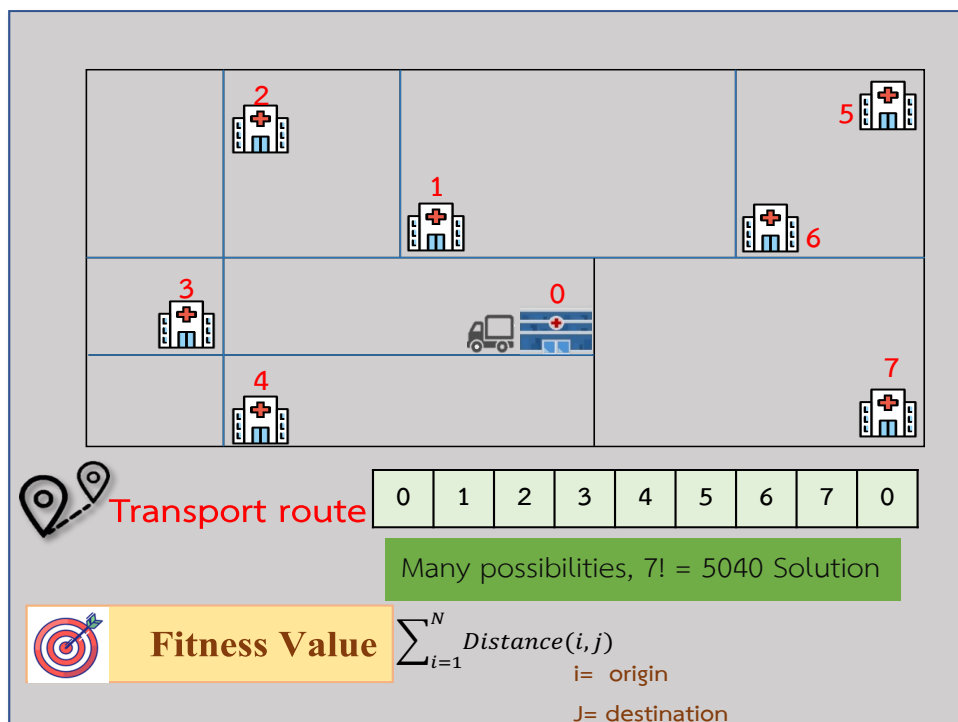 2
5
1
6
3
0
4
7
Transport route 0 1 2 3 4 5 6 7 0
Many possibilities, 7! = 5040 Solution
Fitness Value ∑_{i=1}^{N} Distance(i,j)
i= origin
J= destination